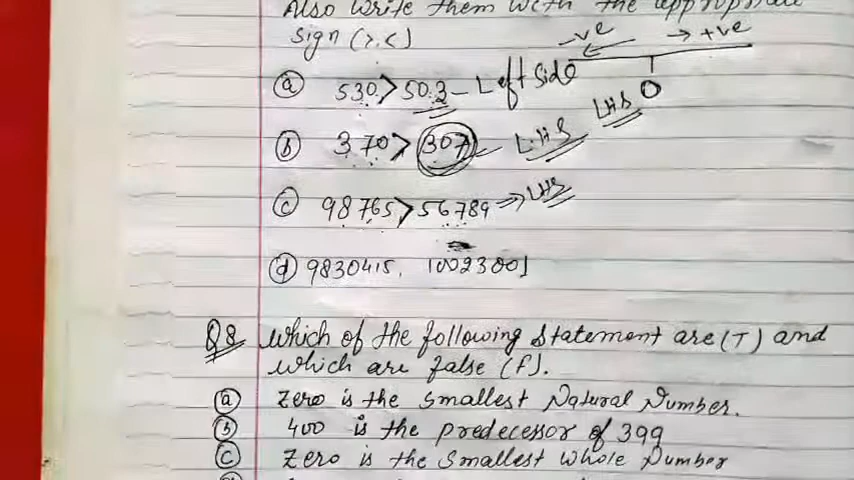 Also write them with the appropriate
sign (>.<)
-ve → +ve
ⓐ 530 > 503 - Left side
0
LHS
ⓑ 370 > 307 - L.H.S
ⓒ 98765 > 56789 ⇒ LHS
ⓓ 9830415, 10023001
Q8 which of the following statement are (T) and
which are false (F).
ⓐ Zero is the smallest Natural Number.
ⓑ 400 is the predecessor of 399
ⓒ Zero is the smallest whole Number